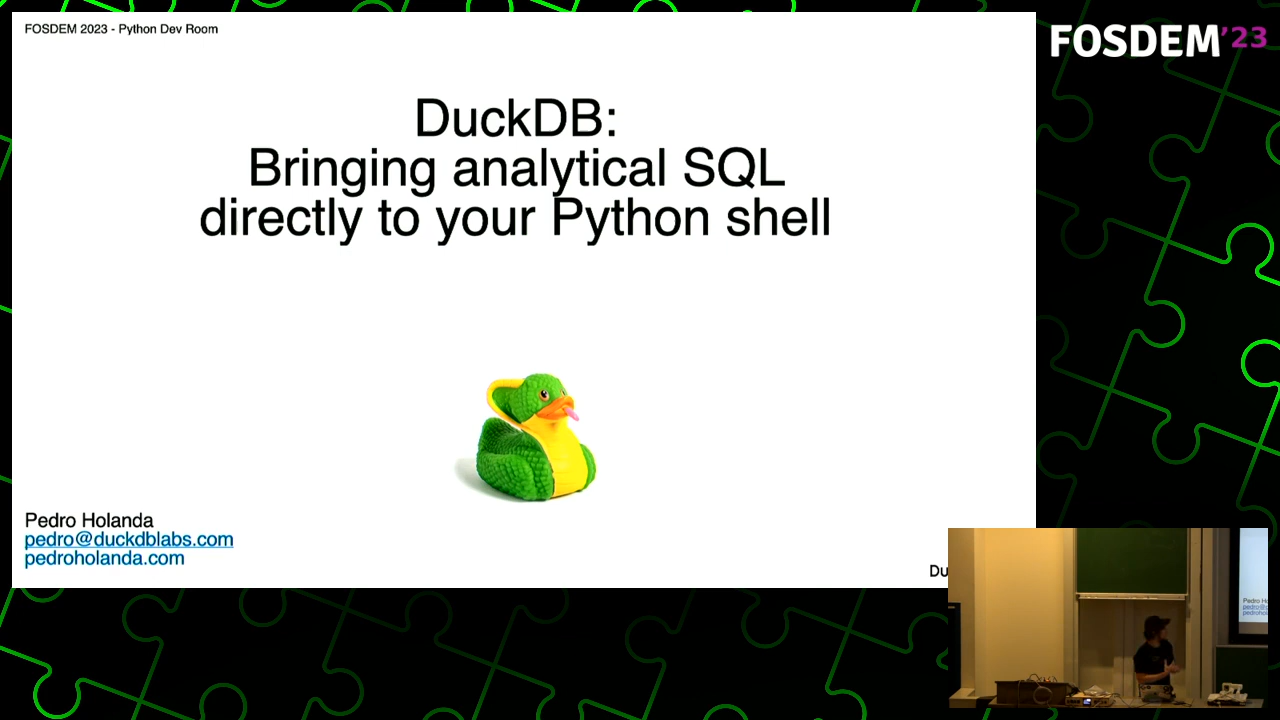 FOSDEM 2023 - Python Dev Room
FOSDEM'23
DuckDB:
Bringing analytical SQL
directly to your Python shell
Pedro Holanda
pedro@duckdblabs.com
pedroholanda.com